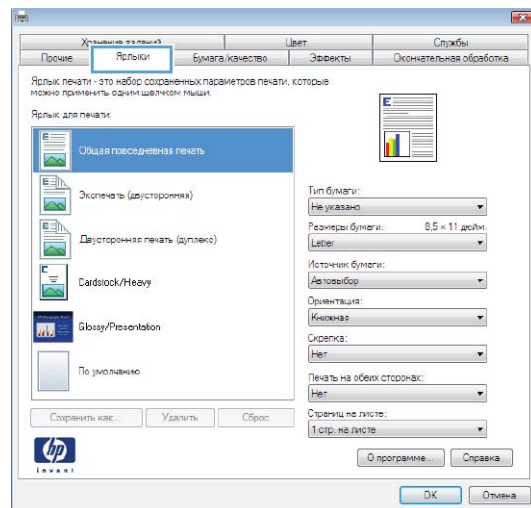 Хранение заданий
Цвет
Службы
Прочие
Ярлыки
Бумага/качество
Эффекты
Окончательная обработка
Ярлык печати - это набор сохраненных параметров печати, которые
можно применить одним щелчком мыши.
Ярлык для печати:
Общая повседневная печать
Экопечать (двусторонняя)
Двусторонняя печать (дуплекс)
Cardstock/Heavy
Glossy/Presentation
По умолчанию
Сохранить как...
Удалить
Сброс
Тип бумаги:
Не указано
Размеры бумаги: 8,5 × 11 дюйм.
Letter
Источник бумаги:
Автовыбор
Ориентация:
Книжная
Скрепка:
Нет
Печать на обеих сторонах:
Нет
Страниц на листе:
1 стр. на листе
hp
invent
О программе...
Справка
OK
Отмена